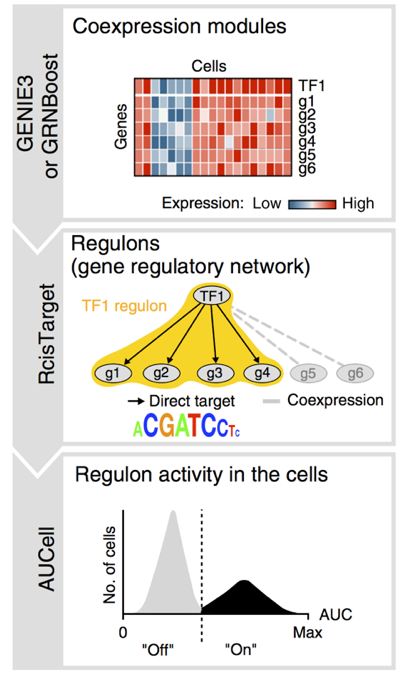 GENIE3
or GRNBoost
Coexpression modules
Cells
Genes
TF1
g1
g2
g3
g4
g5
g6
Expression: Low High
RcisTarget
Regulons
(gene regulatory network)
TF1 regulon
TF1
g1 g2 g3 g4 g5 g6
Direct target Coexpression
ACGATCCTC
AUCell
Regulon activity in the cells
No. of cells
AUC
0 Max
"Off" "On"